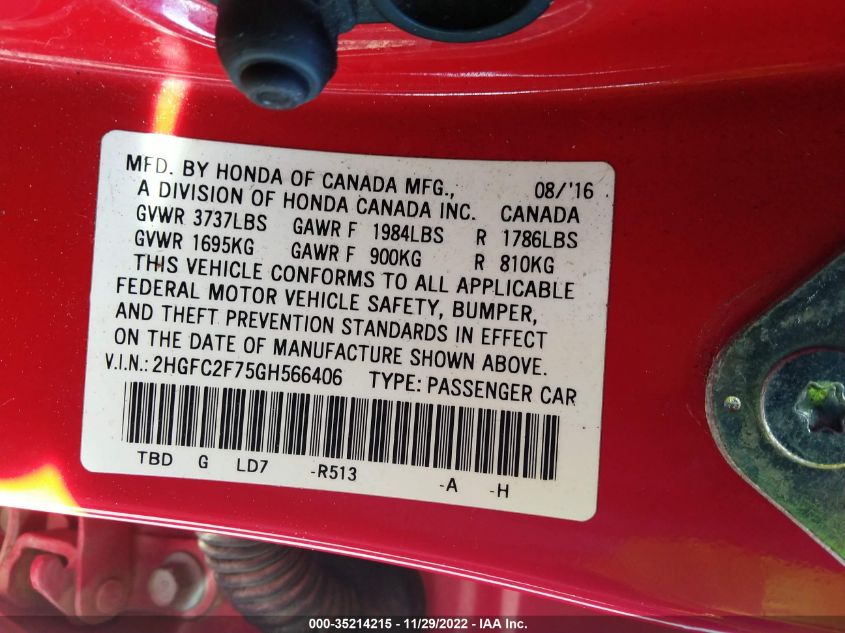 MFD. BY HONDA OF CANADA MFG., 08/'16
A DIVISION OF HONDA CANADA INC. CANADA
GVWR 3737LBS GAWR F 1984LBS R 1786LBS
GVWR 1695KG GAWR F 900KG R 810KG
THIS VEHICLE CONFORMS TO ALL APPLICABLE
FEDERAL MOTOR VEHICLE SAFETY, BUMPER,
AND THEFT PREVENTION STANDARDS IN EFFECT
ON THE DATE OF MANUFACTURE SHOWN ABOVE.
V.I.N.: 2HGFC2F75GH566406 TYPE: PASSENGER CAR
TBD G LD7 -R513 -A -H
000-35214215 - 11/29/2022 - IAA Inc.